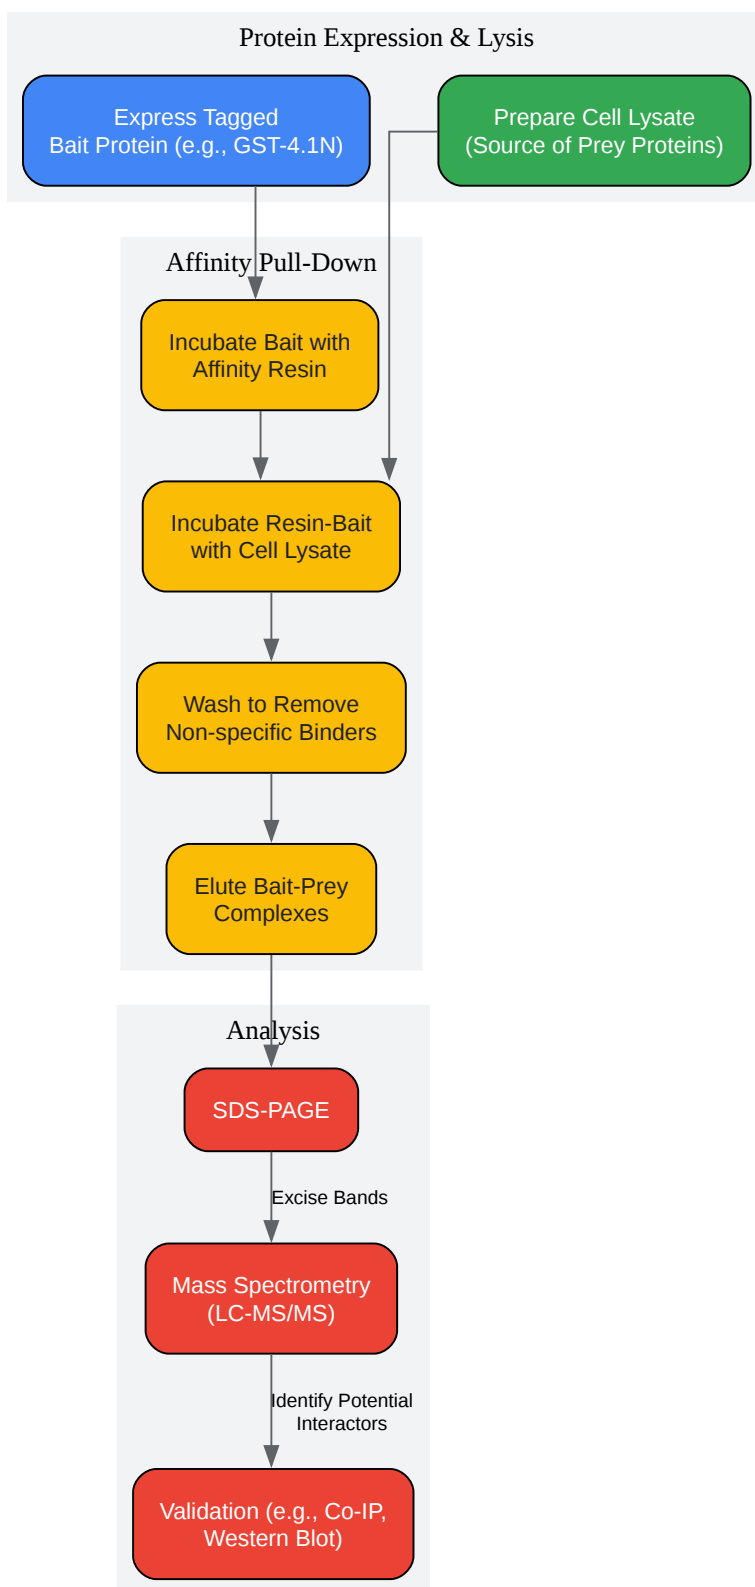 Protein Expression & Lysis
Express Tagged
Bait Protein (e.g., GST-4.1N)
Prepare Cell Lysate
(Source of Prey Proteins)
Affinity Pull-Down
Incubate Bait with
Affinity Resin
Incubate Resin-Bait
with Cell Lysate
Wash to Remove
Non-specific Binders
Elute Bait-Prey
Complexes
Analysis
SDS-PAGE
Excise Bands
Mass Spectrometry
(LC-MS/MS)
Identify Potential
Interactors
Validation (e.g., Co-IP,
Western Blot)